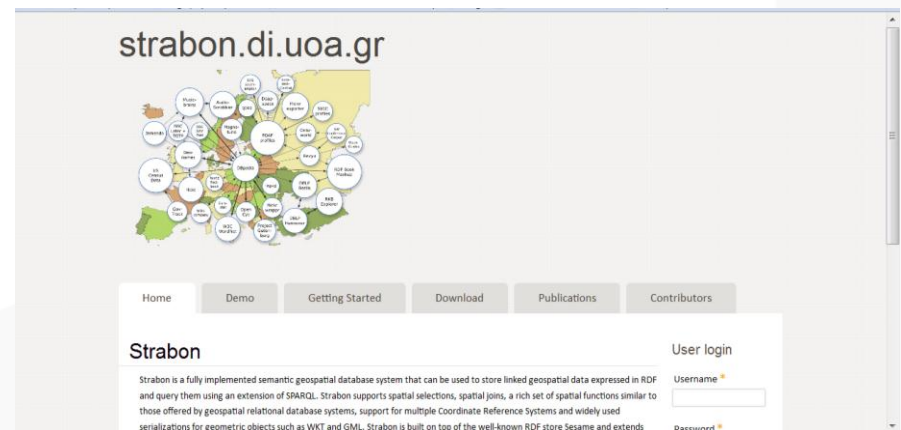 strabon.di.uoa.gr
DBpedia
Home
Demo
Getting Started
Download
Publications
Contributors
Strabon
Strabon is a fully implemented semantic geospatial database system that can be used to store linked geospatial data expressed in RDF
and query them using an extension of SPARQL. Strabon supports spatial selections, spatial joins, a rich set of spatial functions similar to
those offered by geospatial relational database systems, support for multiple Coordinate Reference Systems and widely used
serializations for geometric objects such as WKT and GML. Strabon is built on top of the well-known RDF store Sesame and extends
User login
Username *
Password *